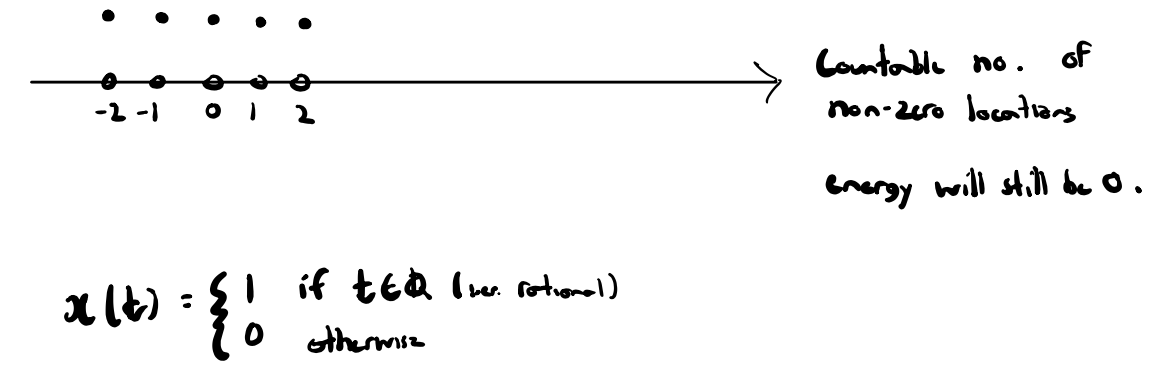 Countable no. of
-2 -1 0 1 2
non-zero locations
energy will still be 0.
x(t) = { 1 if t ∈ Q (i.e. rational)
0 otherwise